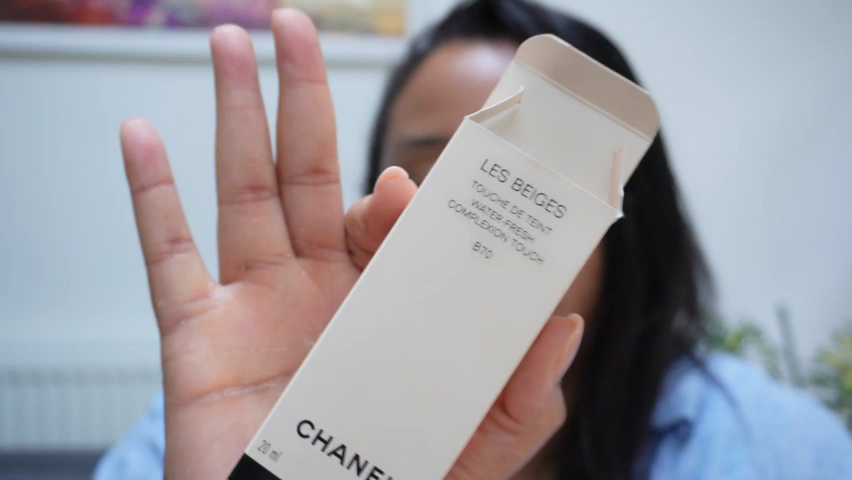 LES BEIGES
TOUCHE DE TEINT
WATER-FRESH
COMPLEXION TOUCH
B70
CHANEL
20 ml